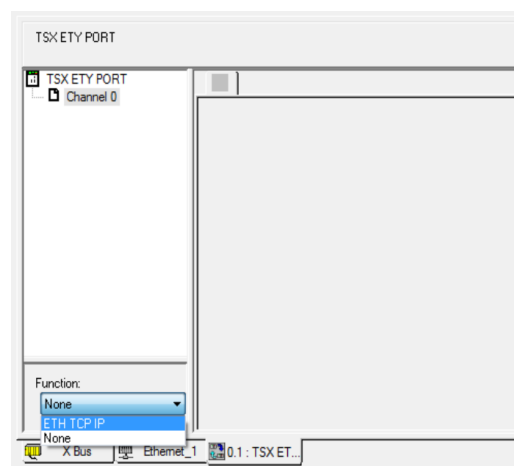 TSX ETY PORT
TSX ETY PORT
Channel 0
Function:
None
ETH TCP IP
None
X Bus
Ethernet_1
0.1 : TSX ET...